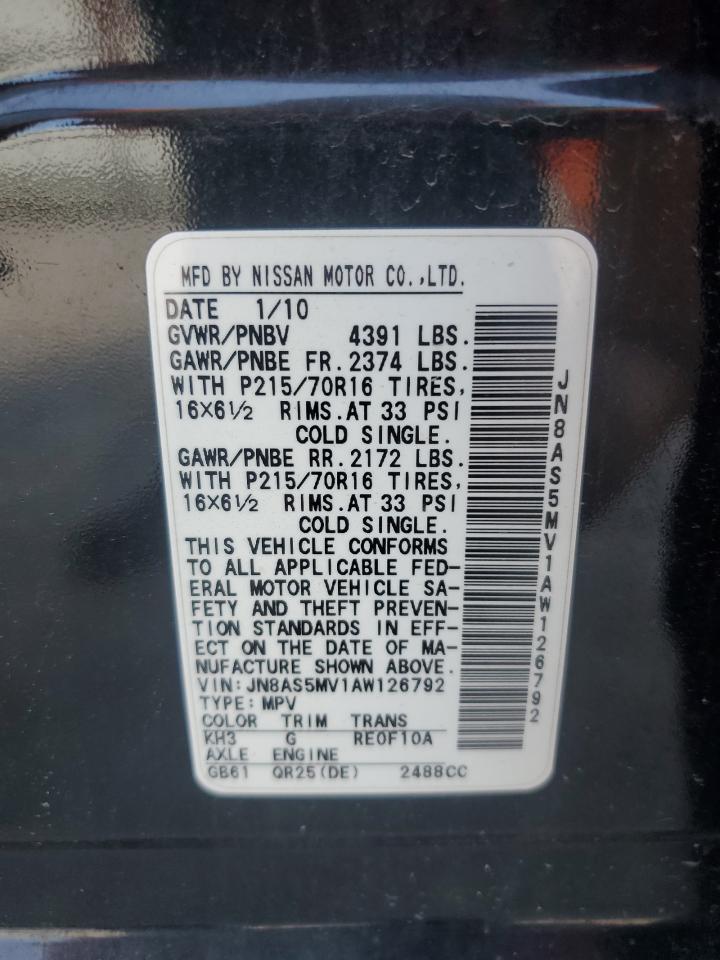 MFD BY NISSAN MOTOR CO.,LTD.
DATE 1/10
GVWR/PNBV 4391 LBS.
GAWR/PNBE FR. 2374 LBS.
WITH P215/70R16 TIRES,
16X6½ RIMS.AT 33 PSI
COLD SINGLE.
GAWR/PNBE RR. 2172 LBS.
WITH P215/70R16 TIRES,
16X6½ RIMS.AT 33 PSI
COLD SINGLE.
THIS VEHICLE CONFORMS
TO ALL APPLICABLE FED-
ERAL MOTOR VEHICLE SA-
FETY AND THEFT PREVEN-
TION STANDARDS IN EFF-
ECT ON THE DATE OF MA-
NUFACTURE SHOWN ABOVE.
VIN:JN8AS5MV1AW126792
TYPE:MPV
COLOR TRIM TRANS
KH3 G RE0F10A
AXLE ENGINE
GB61 QR25(DE) 2488CC
JN8AS5MV1AW126792